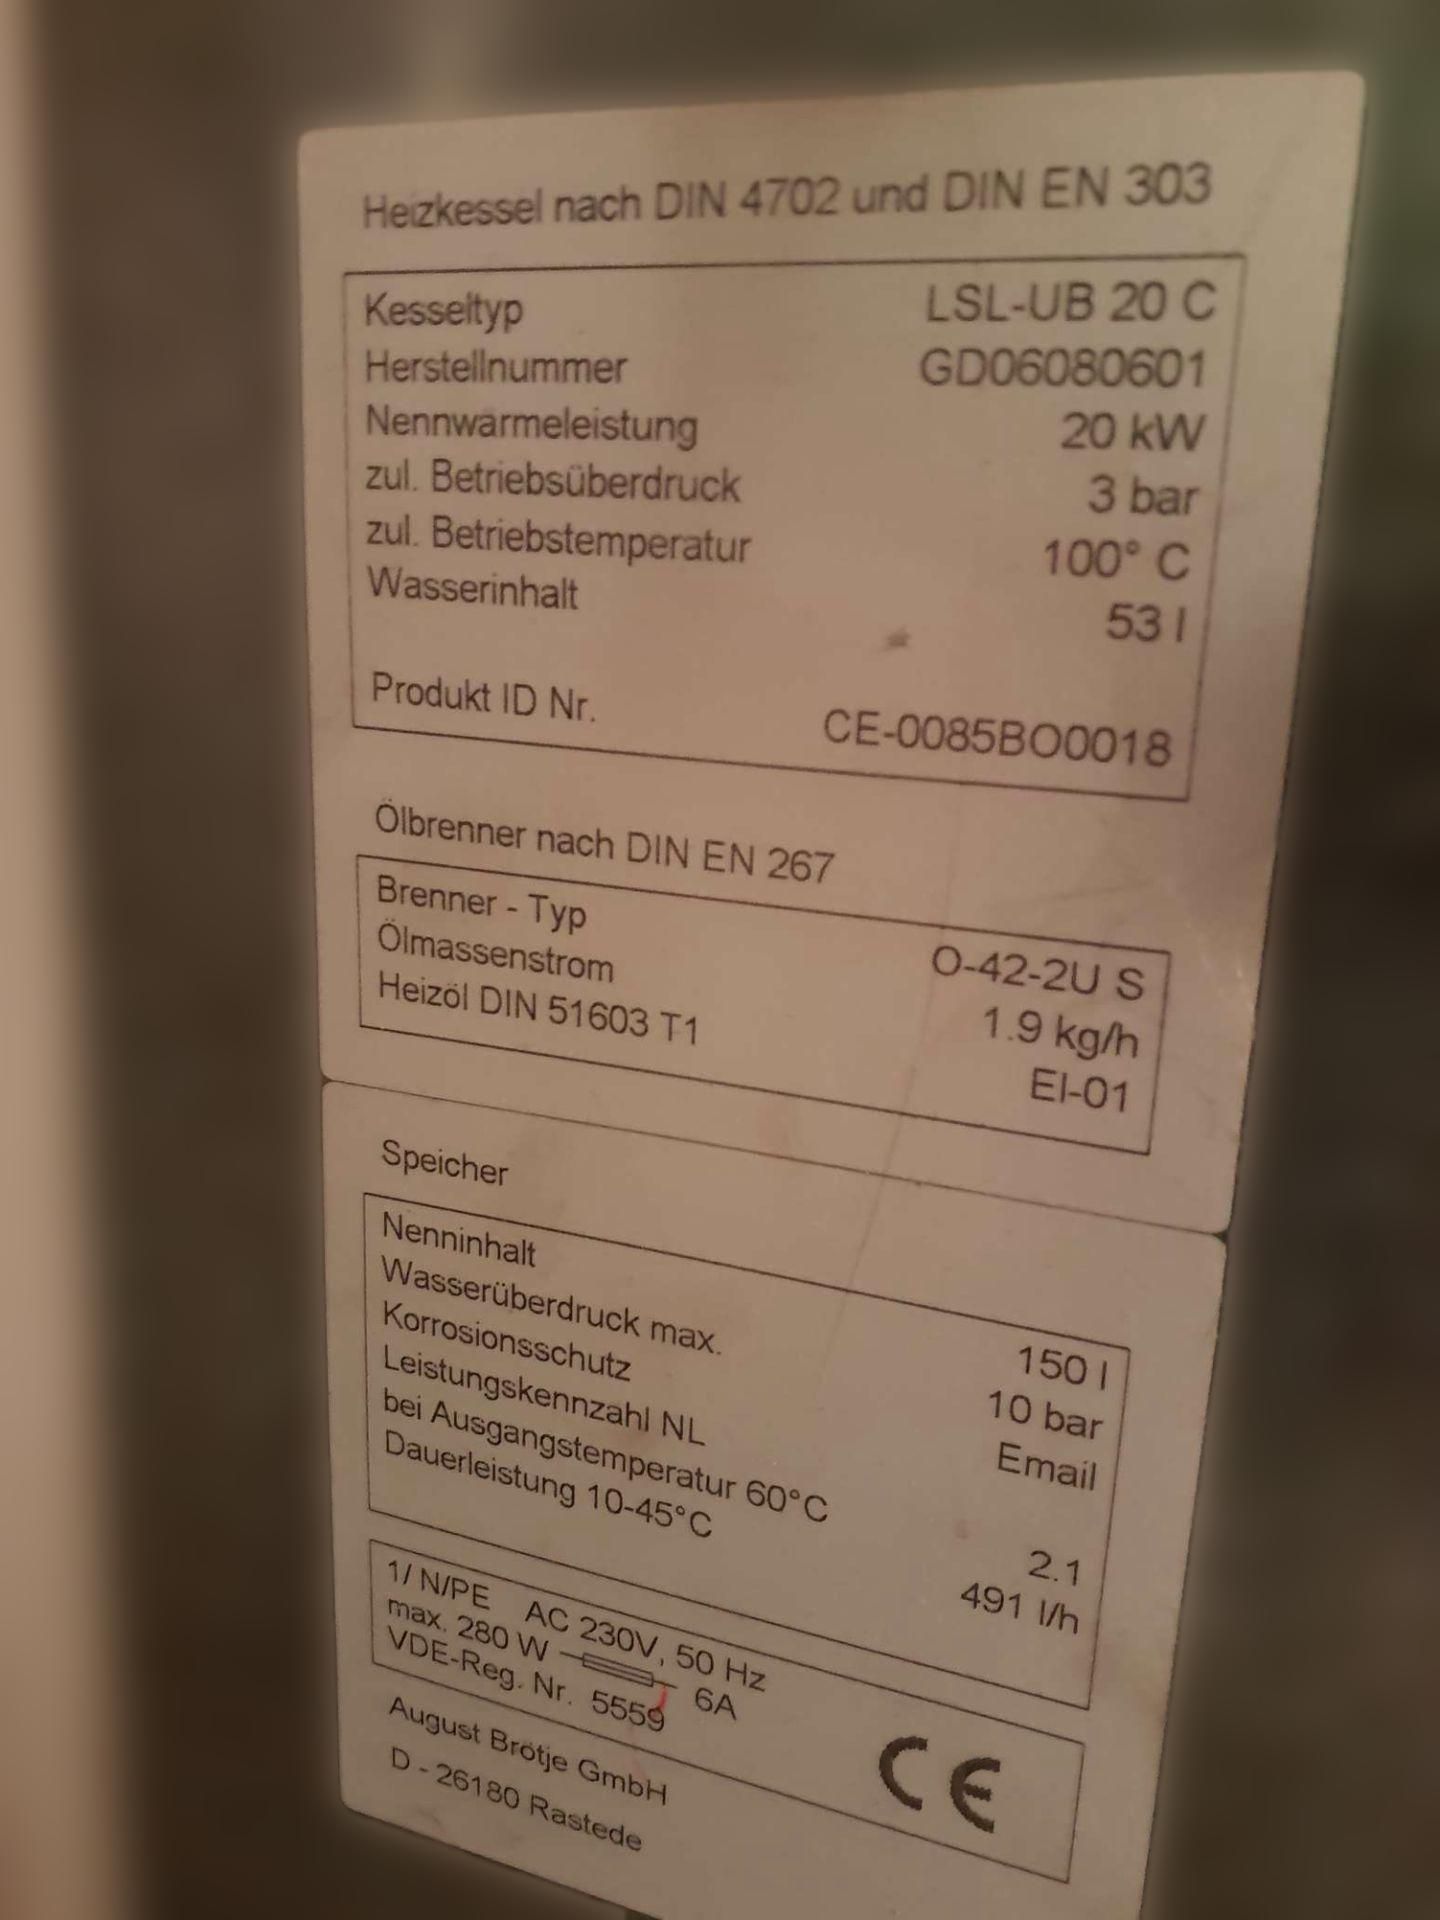 Heizkessel nach DIN 4702 und DIN EN 303
Kesseltyp LSL-UB 20 C
Herstellnummer GD06080601
Nennwärmeleistung 20 kW
zul. Betriebsüberdruck 3 bar
zul. Betriebstemperatur 100° C
Wasserinhalt 53 l
Produkt ID Nr. CE-0085BO0018
Ölbrenner nach DIN EN 267
Brenner - Typ O-42-2U S
Ölmassenstrom 1.9 kg/h
Heizöl DIN 51603 T1 El-01
Speicher
Nenninhalt 150 l
Wasserüberdruck max. 10 bar
Korrosionsschutz Email
Leistungskennzahl NL
bei Ausgangstemperatur 60°C 2.1
Dauerleistung 10-45°C 491 l/h
1/ N/PE AC 230V, 50 Hz
max. 280 W 6A
VDE-Reg. Nr. 5559
August Brötje GmbH
D - 26180 Rastede
CE